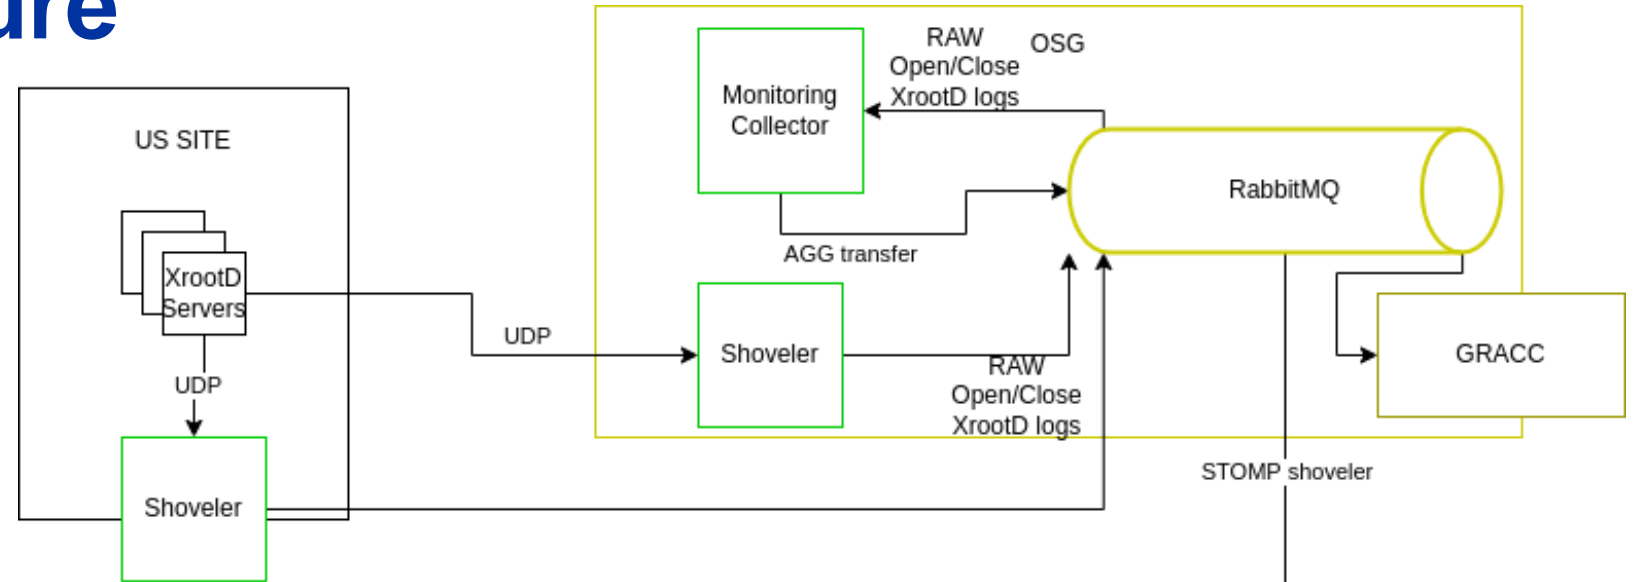 ure
US SITE
XrootD
Servers
UDP
Shoveler
UDP
OSG
Monitoring
Collector
RAW
Open/Close
XrootD logs
AGG transfer
RabbitMQ
Shoveler
RAW
Open/Close
XrootD logs
GRACC
STOMP shoveler